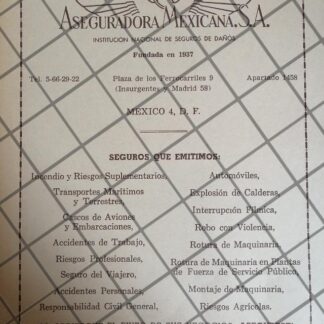 ASEGURADORA MEXICANA, S.A.
INSTITUCION NACIONAL DE SEGUROS DE DAÑOS
Fundada en 1937
Tel. 5-66-29-22 Plaza de los Ferrocarriles 9 Apartado 1458
(Insurgentes y Madrid 58)
MEXICO 4, D. F.
SEGUROS QUE EMITIMOS:
Incendio y Riesgos Suplementarios, Automóviles,
Transportes Marítimos Explosión de Calderas,
y Terrestres,
Interrupción Fílmica,
Cascos de Aviones
y Embarcaciones, Robo con Violencia,
Accidentes de Trabajo, Rotura de Maquinaria,
Riesgos Profesionales, Rotura de Maquinaria en Plantas
de Fuerza de Servicio Público,
Seguro del Viajero,
Accidentes Personales, Montaje de Maquinaria,
Responsabilidad Civil General, Riesgos Agrícolas.